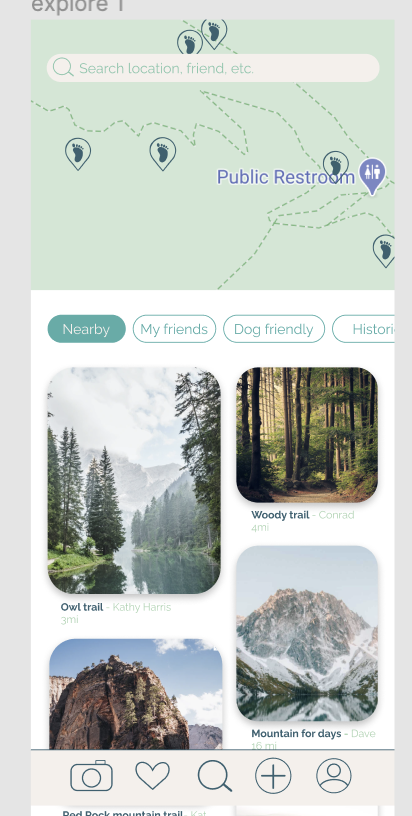 explore 1
Search location, friend, etc.
Public Restroom
Nearby
My friends
Dog friendly
Histori
Woody trail - Conrad
4mi
Owl trail - Kathy Harris
3mi
Mountain for days - Dave
16 mi
Red Rock mountain trail - Kat